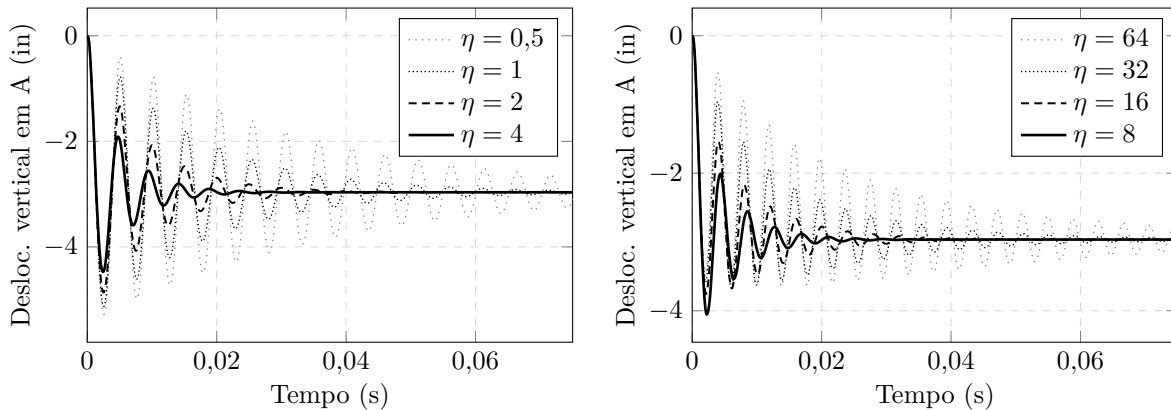 Desloc. vertical em A (in)
0
−2
−4
η = 0,5
η = 1
η = 2
η = 4
0
0,02
0,04
0,06
Tempo (s)
Desloc. vertical em A (in)
0
−2
−4
η = 64
η = 32
η = 16
η = 8
0
0,02
0,04
0,06
Tempo (s)